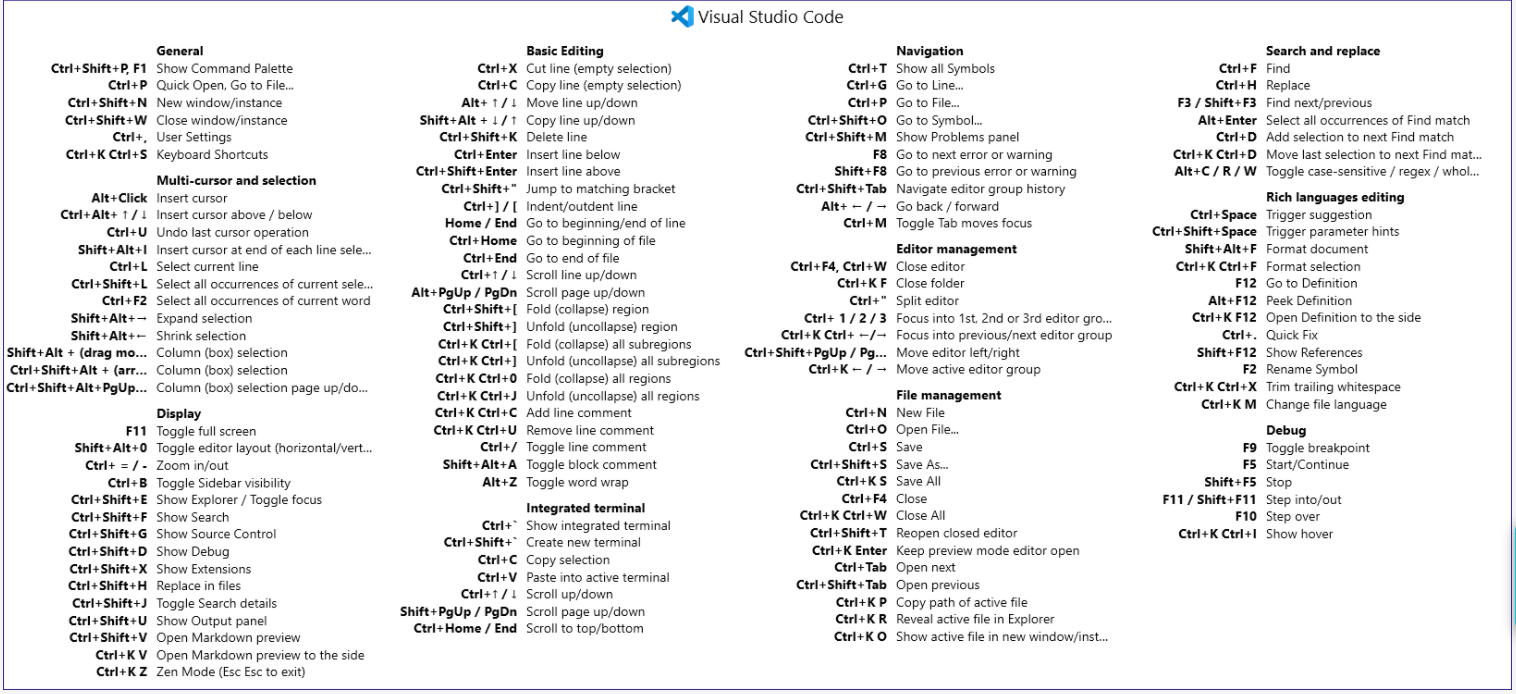 Visual Studio Code
General
Ctrl+Shift+P, F1 Show Command Palette
Ctrl+P Quick Open, Go to File...
Ctrl+Shift+N New window/instance
Ctrl+Shift+W Close window/instance
Ctrl+, User Settings
Ctrl+K Ctrl+S Keyboard Shortcuts
Multi-cursor and selection
Alt+Click Insert cursor
Ctrl+Alt+ ↑ / ↓ Insert cursor above / below
Ctrl+U Undo last cursor operation
Shift+Alt+I Insert cursor at end of each line sele...
Ctrl+L Select current line
Ctrl+Shift+L Select all occurrences of current sele...
Ctrl+F2 Select all occurrences of current word
Shift+Alt+→ Expand selection
Shift+Alt+← Shrink selection
Shift+Alt + (drag mo... Column (box) selection
Ctrl+Shift+Alt + (arr... Column (box) selection
Ctrl+Shift+Alt+PgUp... Column (box) selection page up/do...
Display
F11 Toggle full screen
Shift+Alt+0 Toggle editor layout (horizontal/vert...
Ctrl+ = / - Zoom in/out
Ctrl+B Toggle Sidebar visibility
Ctrl+Shift+E Show Explorer / Toggle focus
Ctrl+Shift+F Show Search
Ctrl+Shift+G Show Source Control
Ctrl+Shift+D Show Debug
Ctrl+Shift+X Show Extensions
Ctrl+Shift+H Replace in files
Ctrl+Shift+J Toggle Search details
Ctrl+Shift+U Show Output panel
Ctrl+Shift+V Open Markdown preview
Ctrl+K V Open Markdown preview to the side
Ctrl+K Z Zen Mode (Esc Esc to exit)
Basic Editing
Ctrl+X Cut line (empty selection)
Ctrl+C Copy line (empty selection)
Alt+ ↑ / ↓ Move line up/down
Shift+Alt + ↓ / ↑ Copy line up/down
Ctrl+Shift+K Delete line
Ctrl+Enter Insert line below
Ctrl+Shift+Enter Insert line above
Ctrl+Shift+" Jump to matching bracket
Ctrl+] / [ Indent/outdent line
Home / End Go to beginning/end of line
Ctrl+Home Go to beginning of file
Ctrl+End Go to end of file
Ctrl+↑ / ↓ Scroll line up/down
Alt+PgUp / PgDn Scroll page up/down
Ctrl+Shift+[ Fold (collapse) region
Ctrl+Shift+] Unfold (uncollapse) region
Ctrl+K Ctrl+[ Fold (collapse) all subregions
Ctrl+K Ctrl+] Unfold (uncollapse) all subregions
Ctrl+K Ctrl+0 Fold (collapse) all regions
Ctrl+K Ctrl+J Unfold (uncollapse) all regions
Ctrl+K Ctrl+C Add line comment
Ctrl+K Ctrl+U Remove line comment
Ctrl+/ Toggle line comment
Shift+Alt+A Toggle block comment
Alt+Z Toggle word wrap
Integrated terminal
Ctrl+` Show integrated terminal
Ctrl+Shift+` Create new terminal
Ctrl+C Copy selection
Ctrl+V Paste into active terminal
Ctrl+↑ / ↓ Scroll up/down
Shift+PgUp / PgDn Scroll page up/down
Ctrl+Home / End Scroll to top/bottom
Navigation
Ctrl+T Show all Symbols
Ctrl+G Go to Line...
Ctrl+P Go to File...
Ctrl+Shift+O Go to Symbol...
Ctrl+Shift+M Show Problems panel
F8 Go to next error or warning
Shift+F8 Go to previous error or warning
Ctrl+Shift+Tab Navigate editor group history
Alt+ ← / → Go back / forward
Ctrl+M Toggle Tab moves focus
Editor management
Ctrl+F4, Ctrl+W Close editor
Ctrl+K F Close folder
Ctrl+" Split editor
Ctrl+ 1 / 2 / 3 Focus into 1st, 2nd or 3rd editor gro...
Ctrl+K Ctrl+ ←/→ Focus into previous/next editor group
Ctrl+Shift+PgUp / Pg... Move editor left/right
Ctrl+K ← / → Move active editor group
File management
Ctrl+N New File
Ctrl+O Open File...
Ctrl+S Save
Ctrl+Shift+S Save As...
Ctrl+K S Save All
Ctrl+F4 Close
Ctrl+K Ctrl+W Close All
Ctrl+Shift+T Reopen closed editor
Ctrl+K Enter Keep preview mode editor open
Ctrl+Tab Open next
Ctrl+Shift+Tab Open previous
Ctrl+K P Copy path of active file
Ctrl+K R Reveal active file in Explorer
Ctrl+K O Show active file in new window/inst...
Search and replace
Ctrl+F Find
Ctrl+H Replace
F3 / Shift+F3 Find next/previous
Alt+Enter Select all occurrences of Find match
Ctrl+D Add selection to next Find match
Ctrl+K Ctrl+D Move last selection to next Find mat...
Alt+C / R / W Toggle case-sensitive / regex / whol...
Rich languages editing
Ctrl+Space Trigger suggestion
Ctrl+Shift+Space Trigger parameter hints
Shift+Alt+F Format document
Ctrl+K Ctrl+F Format selection
F12 Go to Definition
Alt+F12 Peek Definition
Ctrl+K F12 Open Definition to the side
Ctrl+. Quick Fix
Shift+F12 Show References
F2 Rename Symbol
Ctrl+K Ctrl+X Trim trailing whitespace
Ctrl+K M Change file language
Debug
F9 Toggle breakpoint
F5 Start/Continue
Shift+F5 Stop
F11 / Shift+F11 Step into/out
F10 Step over
Ctrl+K Ctrl+I Show hover